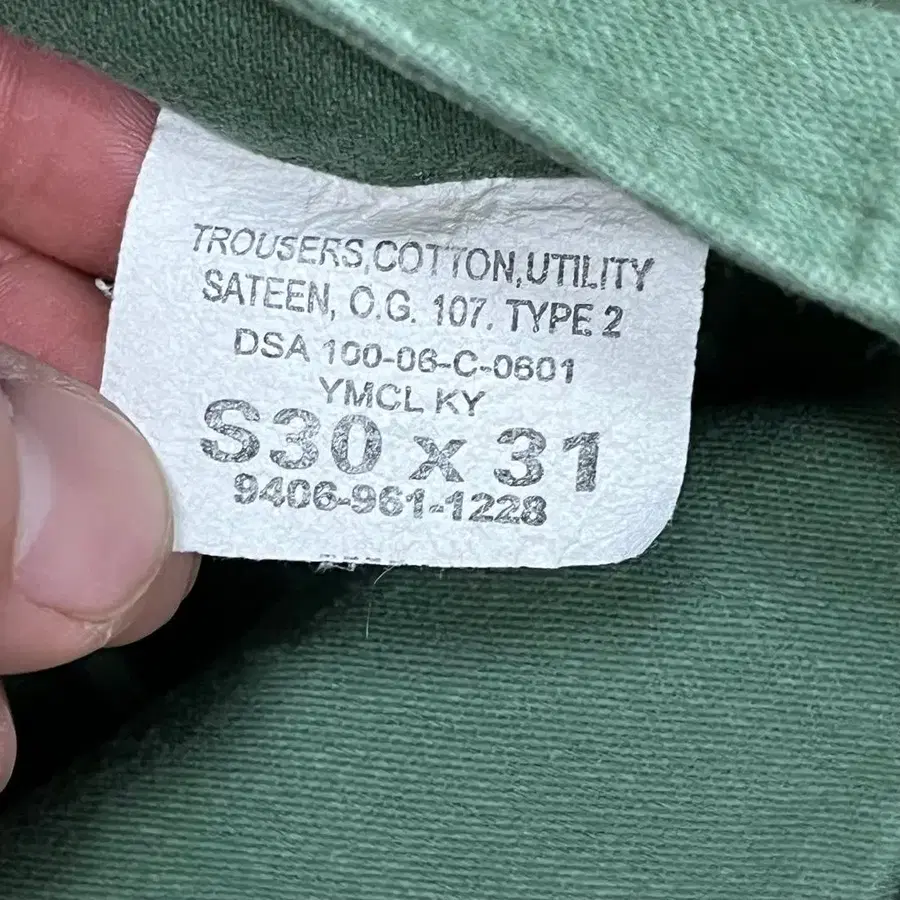 TROUSERS,COTTON,UTILITY
SATEEN, O.G. 107. TYPE 2
DSA 100-06-C-0601
YMCL KY
S30 x 31
9406-961-1228